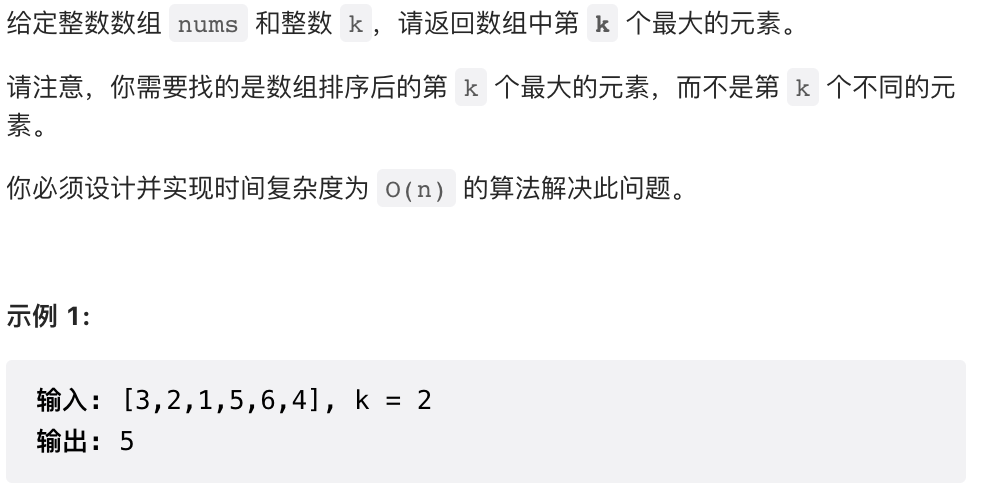 给定整数数组 nums 和整数 k，请返回数组中第 k 个最大的元素。
请注意，你需要找的是数组排序后的第 k 个最大的元素，而不是第 k 个不同的元
素。
你必须设计并实现时间复杂度为 O(n) 的算法解决此问题。
示例 1:
输入: [3,2,1,5,6,4], k = 2
输出: 5